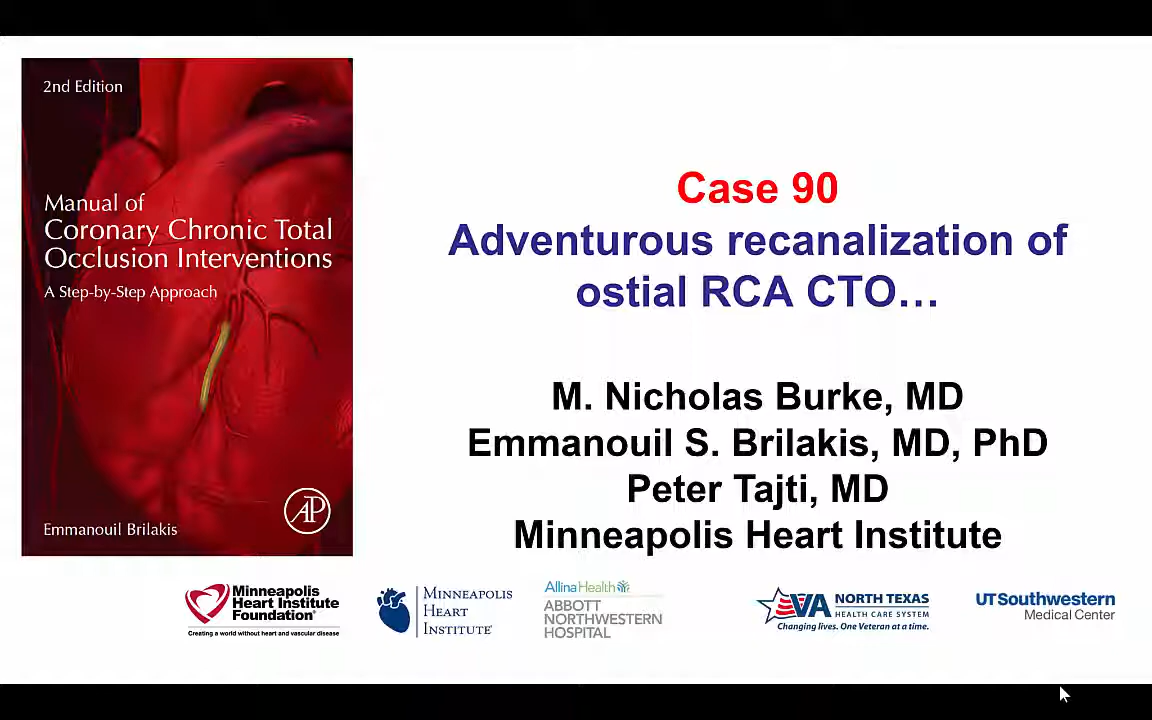 2nd Edition
Manual of
Coronary Chronic Total
Occlusion Interventions
A Step-by-Step Approach
AP
Emmanouil Brilakis
Case 90
Adventurous recanalization of
ostial RCA CTO…
M. Nicholas Burke, MD
Emmanouil S. Brilakis, MD, PhD
Peter Tajti, MD
Minneapolis Heart Institute
Minneapolis
Heart Institute
Foundation®
Creating a world without heart and vascular disease
Minneapolis
Heart
Institute®
Allina Health
ABBOTT
NORTHWESTERN
HOSPITAL
VA NORTH TEXAS
HEALTH CARE SYSTEM
Changing lives. One Veteran at a time.
UTSouthwestern
Medical Center